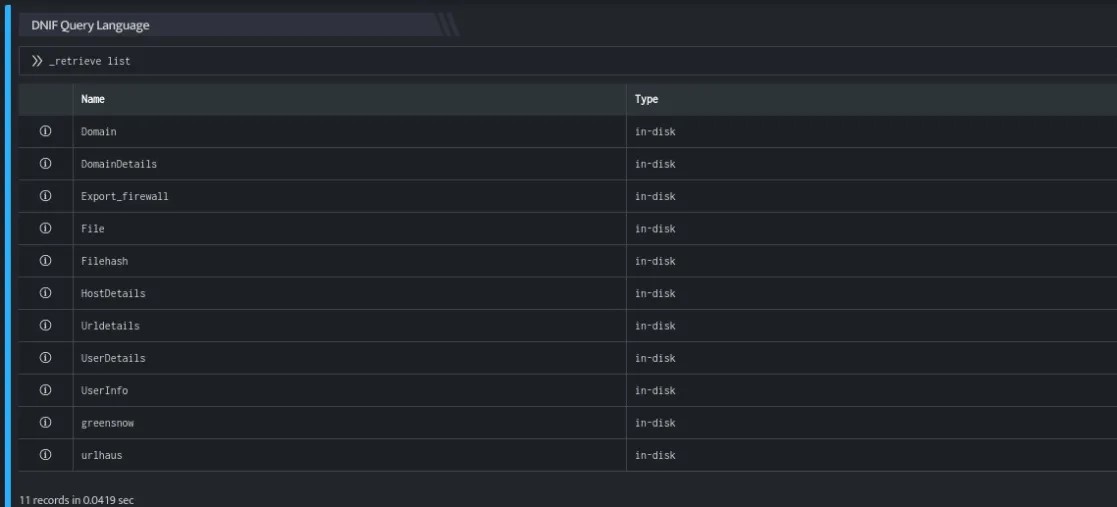 DNIF Query Language
_retrieve list
Name Type
Domain in-disk
DomainDetails in-disk
Export_firewall in-disk
File in-disk
Filehash in-disk
HostDetails in-disk
Urldetails in-disk
UserDetails in-disk
UserInfo in-disk
greensnow in-disk
urlhaus in-disk
11 records in 0.0419 sec